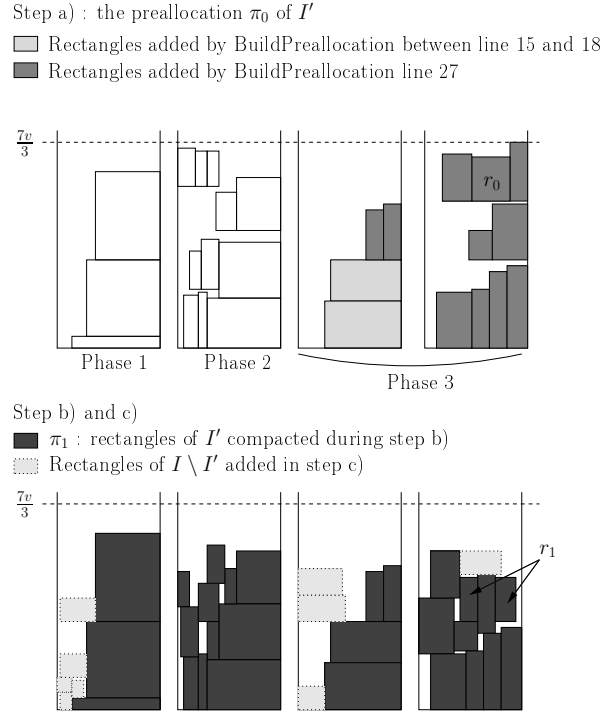 Step a) : the preallocation π₀ of I′
Rectangles added by BuildPreallocation between line 15 and 18
Rectangles added by BuildPreallocation line 27
7v/3
r₀
Phase 1
Phase 2
Phase 3
Step b) and c)
π₁ : rectangles of I′ compacted during step b)
Rectangles of I \ I′ added in step c)
7v/3
r₁